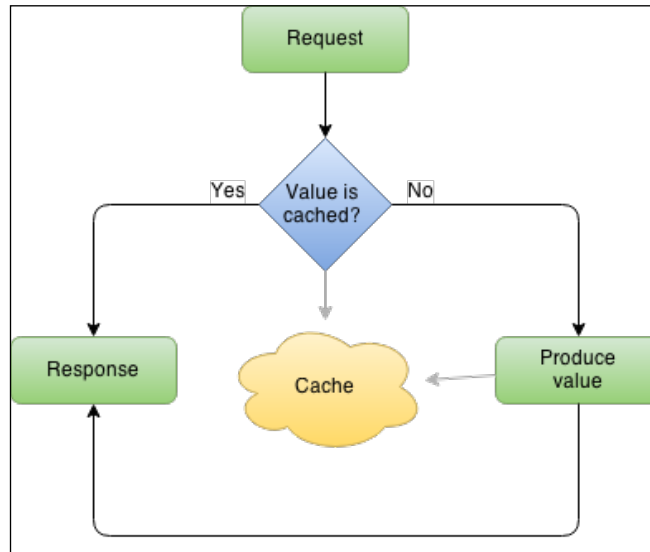 Request
Yes
Value is
cached?
No
Response
Cache
Produce
value